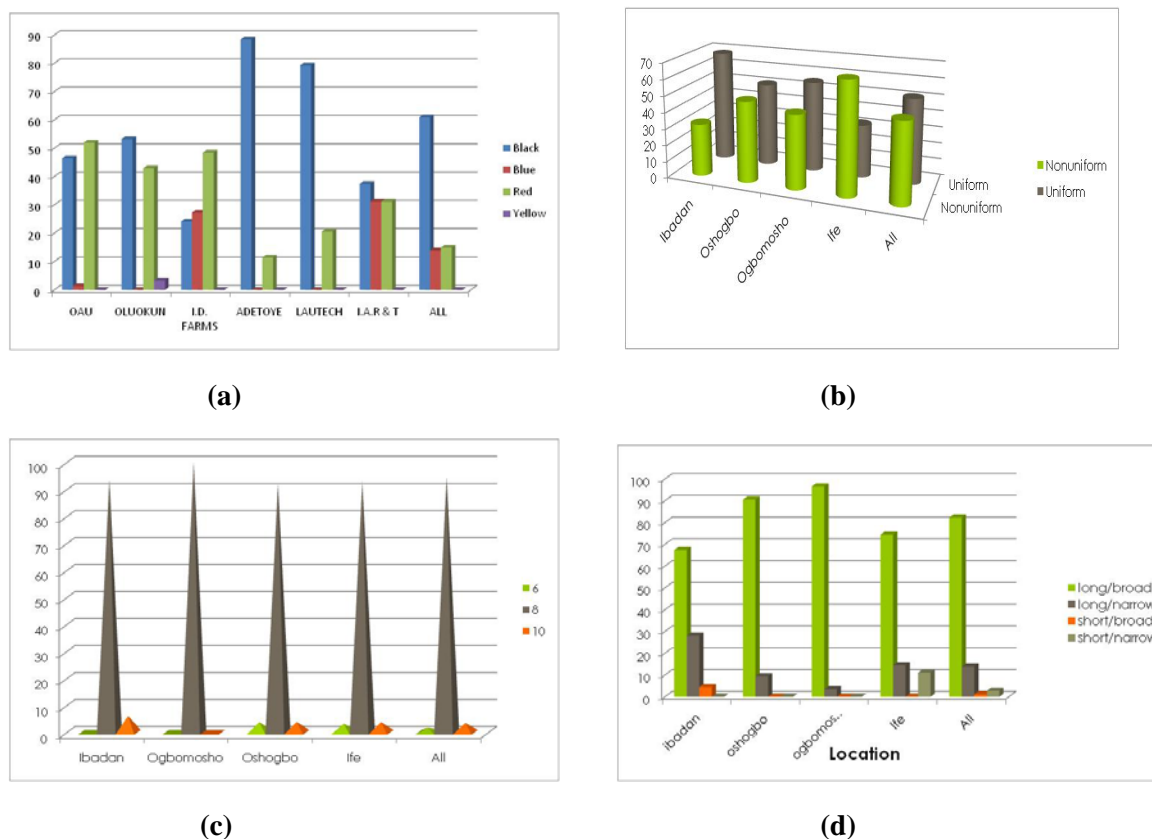 90
80
70
60
50
40
30
20
10
0
OAU
OLUOKUN
I.D.
FARMS
ADETOYE
LAUTECH
I.A.R & T
ALL
Black
Blue
Red
Yellow
(a)
70
60
50
40
30
20
10
0
Ibadan
Oshogbo
Ogbomosho
Ife
All
Uniform
Nonuniform
Nonuniform
Uniform
(b)
100
90
80
70
60
50
40
30
20
10
0
Ibadan
Ogbomosho
Oshogbo
Ife
All
6
8
10
(c)
100
90
80
70
60
50
40
30
20
10
0
ibadan
oshogbo
ogbomos..
Ife
All
Location
long/broad
long/narrow
short/broad
short/narrow
(d)